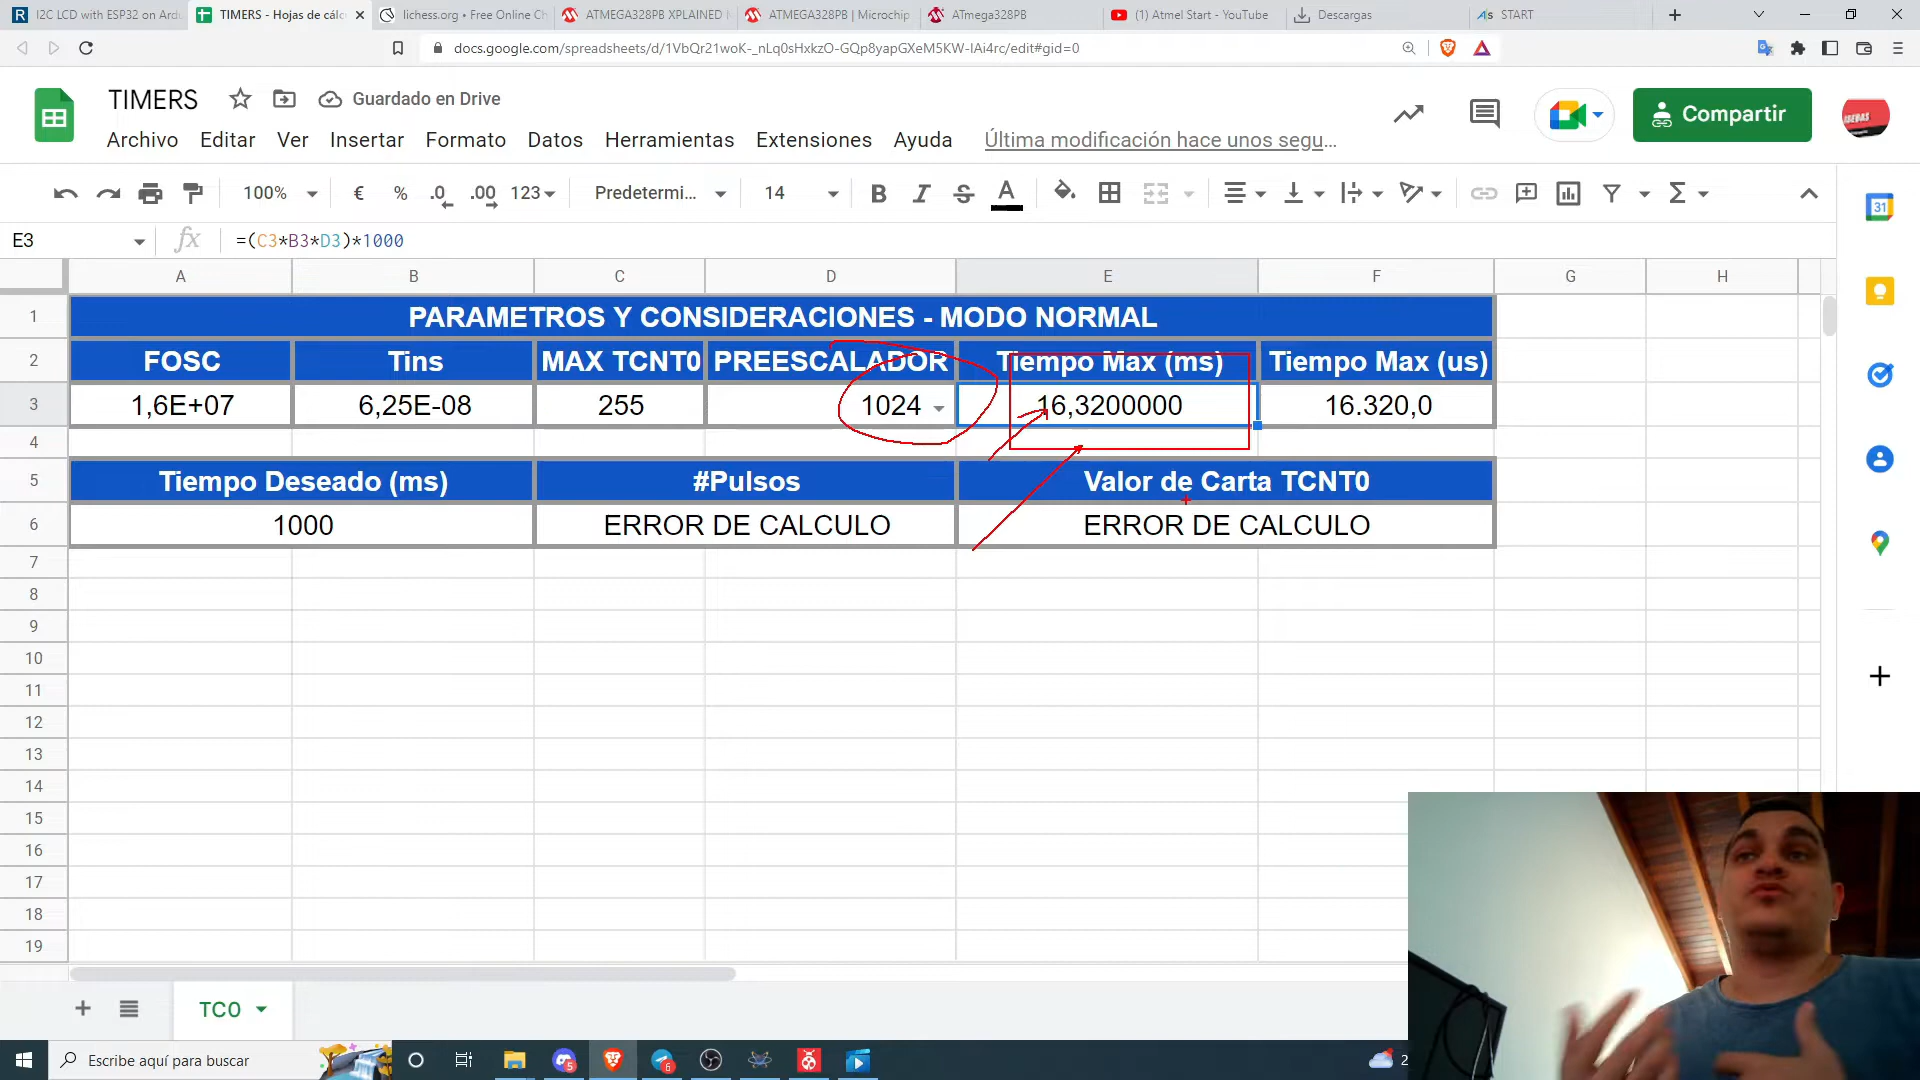 I2C LCD with ESP32 on Ardu
TIMERS - Hojas de cálc
lichess.org • Free Online Ch
ATMEGA328PB XPLAINED
ATMEGA328PB | Microchip
ATmega328PB
(1) Atmel Start - YouTube
Descargas
START
docs.google.com/spreadsheets/d/1VbQr21woK-_nLq0sHxkzO-GQp8yapGXeM5KW-lAi4rc/edit#gid=0
TIMERS
Guardado en Drive
Archivo Editar Ver Insertar Formato Datos Herramientas Extensiones Ayuda Última modificación hace unos segu...
Compartir
100% € % .0 .00 123 Predetermi... 14 B I S A Σ
31
E3 fx =(C3*B3*D3)*1000
A B C D E F G H
1 PARAMETROS Y CONSIDERACIONES - MODO NORMAL
2 FOSC Tins MAX TCNT0 PREESCALADOR Tiempo Max (ms) Tiempo Max (us)
3 1,6E+07 6,25E-08 255 1024 16,3200000 16.320,0
4
5 Tiempo Deseado (ms) #Pulsos Valor de Carta TCNT0
6 1000 ERROR DE CALCULO ERROR DE CALCULO
7
8
9
10
11
12
13
14
15
16
17
18
19
TC0
Escribe aquí para buscar